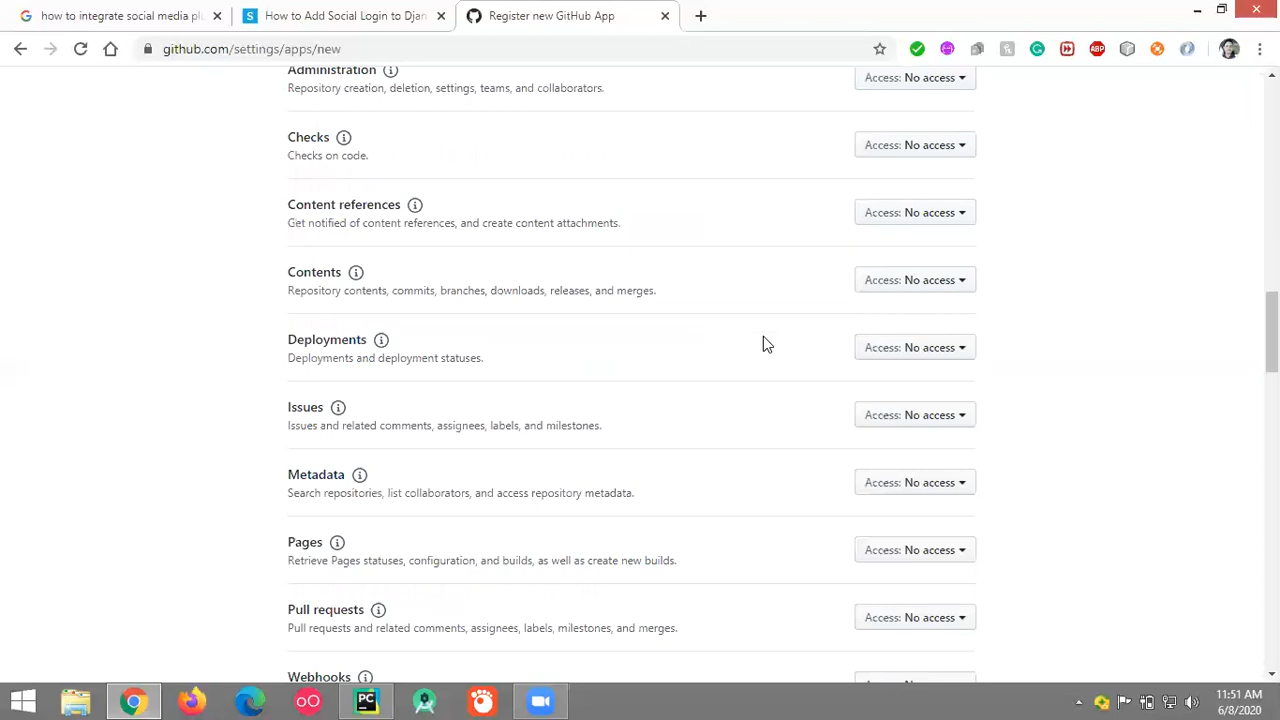 how to integrate social media pl
How to Add Social Login to Djan
Register new GitHub App
github.com/settings/apps/new
ABP
Administration
Access: No access
Repository creation, deletion, settings, teams, and collaborators.
Checks
Access: No access
Checks on code.
Content references
Access: No access
Get notified of content references, and create content attachments.
Contents
Access: No access
Repository contents, commits, branches, downloads, releases, and merges.
Deployments
Access: No access
Deployments and deployment statuses.
Issues
Access: No access
Issues and related comments, assignees, labels, and milestones.
Metadata
Access: No access
Search repositories, list collaborators, and access repository metadata.
Pages
Access: No access
Retrieve Pages statuses, configuration, and builds, as well as create new builds.
Pull requests
Access: No access
Pull requests and related comments, assignees, labels, milestones, and merges.
Webhooks
PC
11:51 AM
6/8/2020